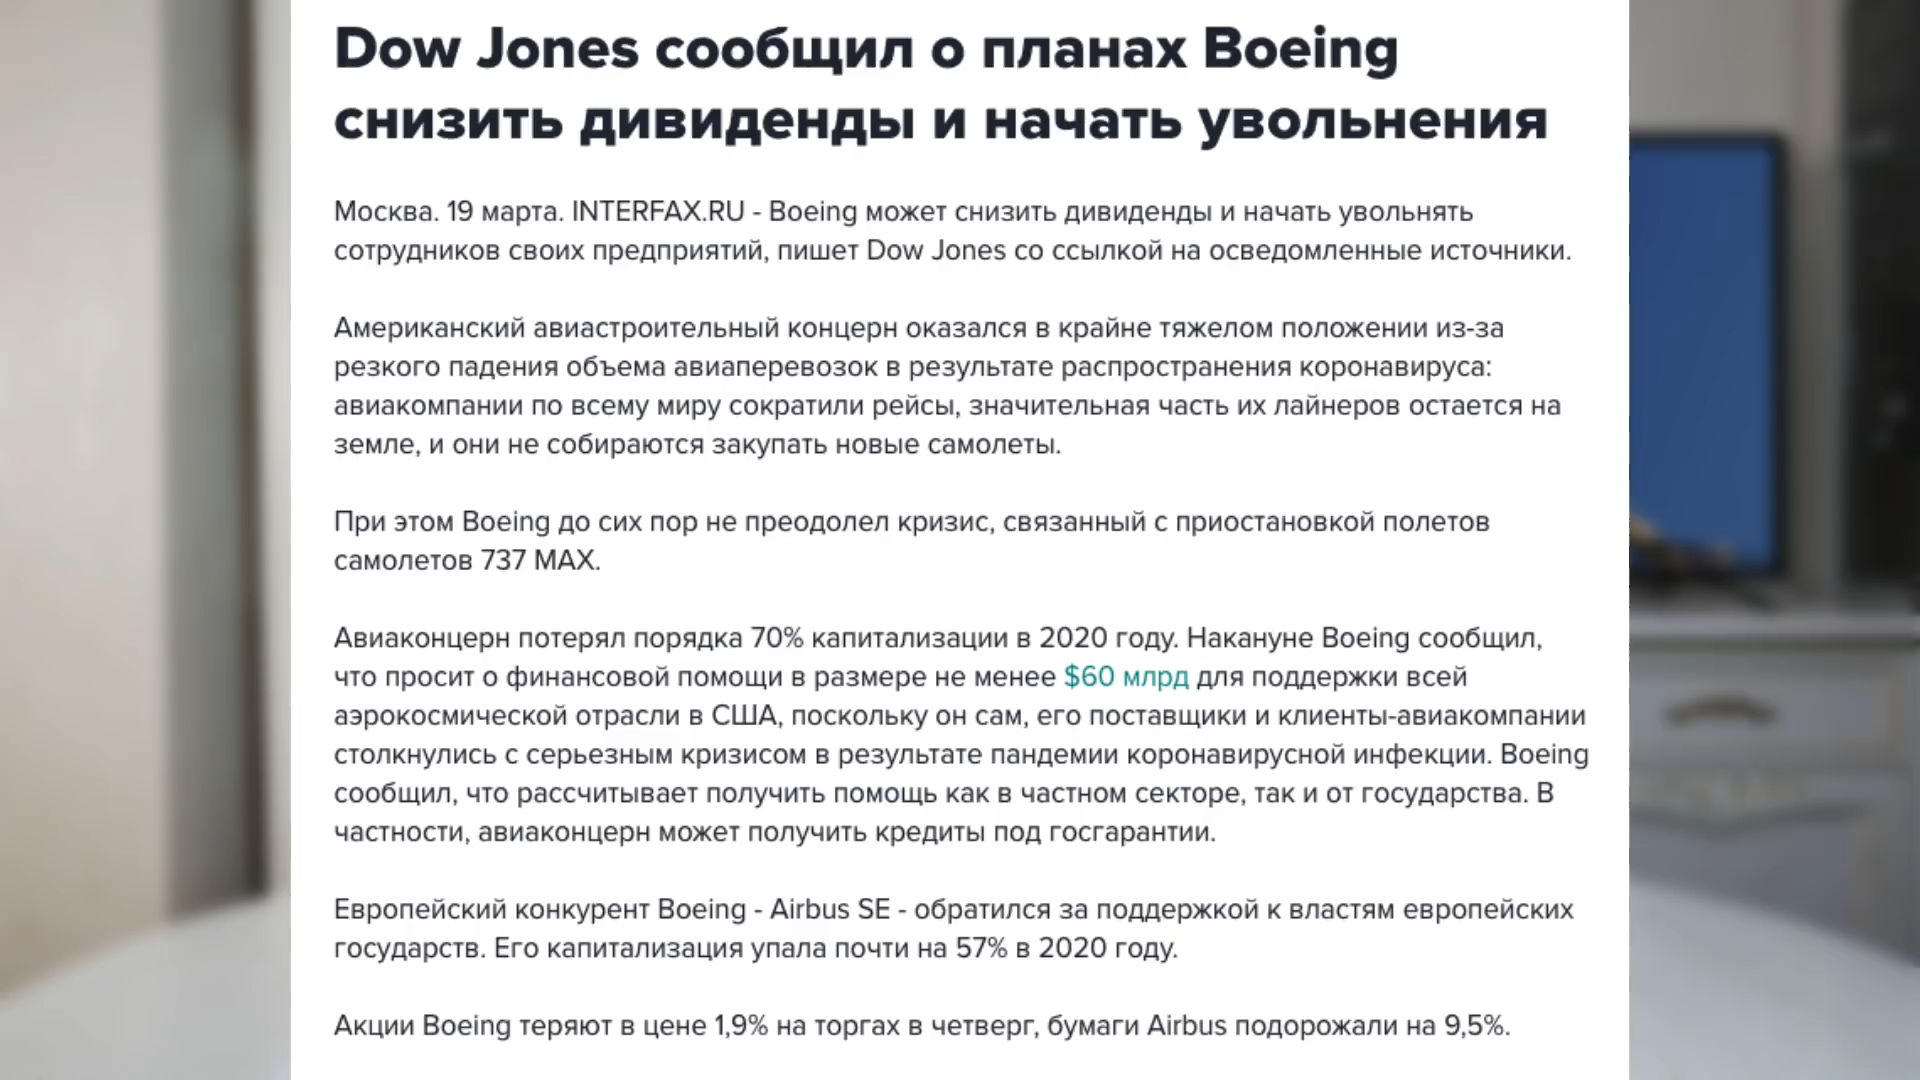 Dow Jones сообщил о планах Boeing
снизить дивиденды и начать увольнения
Москва. 19 марта. INTERFAX.RU - Boeing может снизить дивиденды и начать увольнять
сотрудников своих предприятий, пишет Dow Jones со ссылкой на осведомленные источники.
Американский авиастроительный концерн оказался в крайне тяжелом положении из-за
резкого падения объема авиаперевозок в результате распространения коронавируса:
авиакомпании по всему миру сократили рейсы, значительная часть их лайнеров остается на
земле, и они не собираются закупать новые самолеты.
При этом Boeing до сих пор не преодолел кризис, связанный с приостановкой полетов
самолетов 737 MAX.
Авиаконцерн потерял порядка 70% капитализации в 2020 году. Накануне Boeing сообщил,
что просит о финансовой помощи в размере не менее $60 млрд для поддержки всей
аэрокосмической отрасли в США, поскольку он сам, его поставщики и клиенты-авиакомпании
столкнулись с серьезным кризисом в результате пандемии коронавирусной инфекции. Boeing
сообщил, что рассчитывает получить помощь как в частном секторе, так и от государства. В
частности, авиаконцерн может получить кредиты под госгарантии.
Европейский конкурент Boeing - Airbus SE - обратился за поддержкой к властям европейских
государств. Его капитализация упала почти на 57% в 2020 году.
Акции Boeing теряют в цене 1,9% на торгах в четверг, бумаги Airbus подорожали на 9,5%.